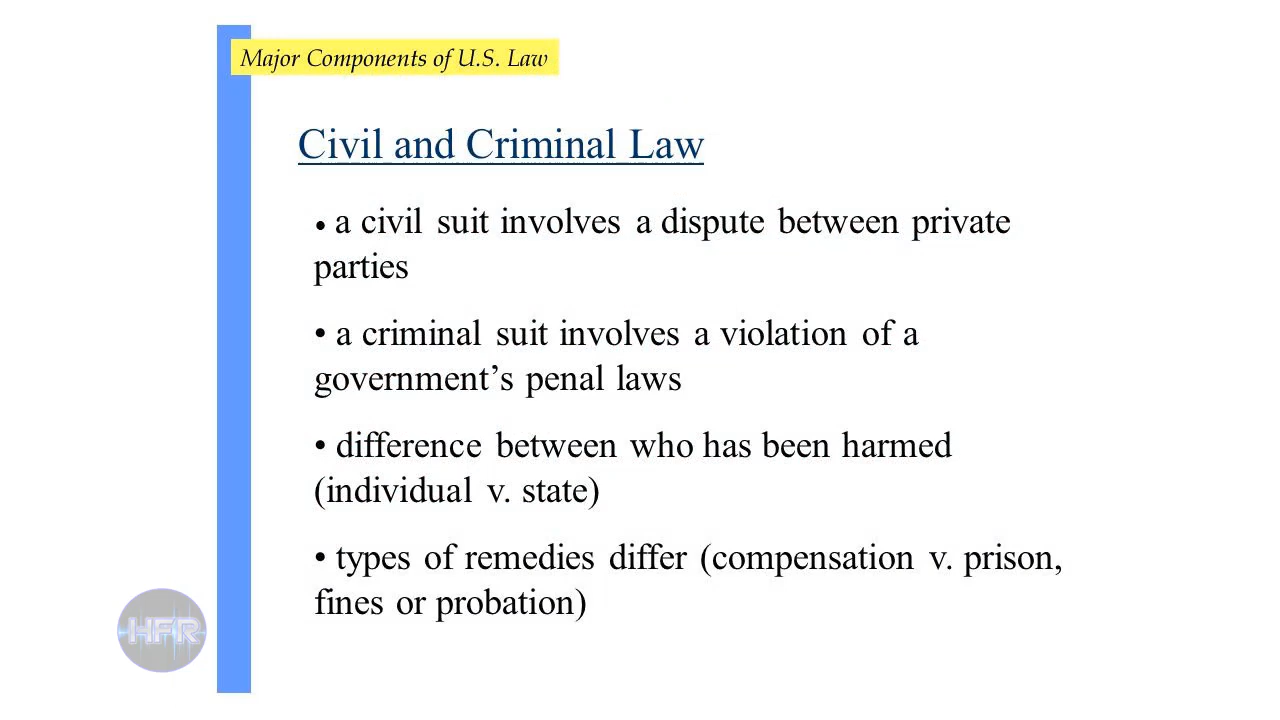 Major Components of U.S. Law
Civil and Criminal Law
• a civil suit involves a dispute between private
parties
• a criminal suit involves a violation of a
government’s penal laws
• difference between who has been harmed
(individual v. state)
• types of remedies differ (compensation v. prison,
fines or probation)
HFR